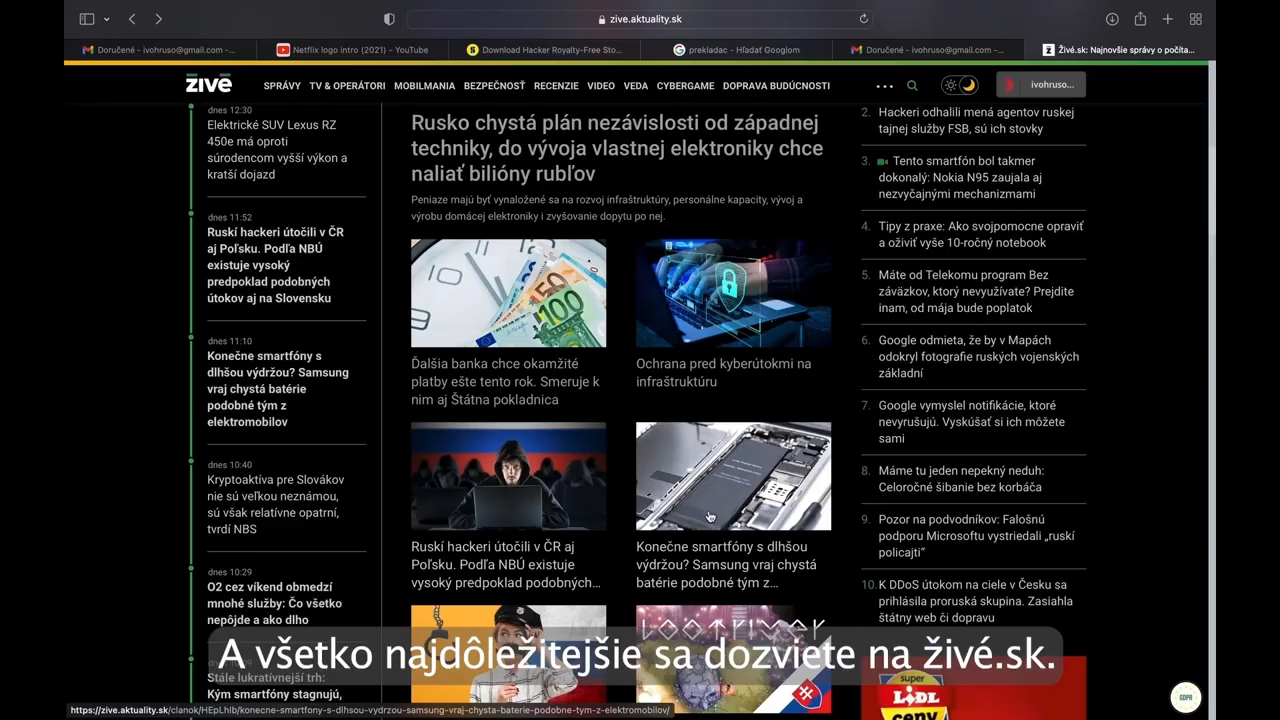 zive.aktuality.sk
Doručené - ivohruso@gmail.com -...
Netflix logo intro (2021) - YouTube
Download Hacker Royalty-Free Sto...
prekladac - Hľadať Googlom
Doručené - ivohruso@gmail.com -...
Živé.sk: Najnovšie správy o počíta...
živē
SPRÁVY
TV & OPERÁTORI
MOBILMANIA
BEZPEČNOSŤ
RECENZIE
VIDEO
VEDA
CYBERGAME
DOPRAVA BUDÚCNOSTI
ivohruso...
dnes 12:30
Elektrické SUV Lexus RZ
450e má oproti
súrodencom vyšší výkon a
kratší dojazd
dnes 11:52
Ruskí hackeri útočili v ČR
aj Poľsku. Podľa NBÚ
existuje vysoký
predpoklad podobných
útokov aj na Slovensku
dnes 11:10
Konečne smartfóny s
dlhšou výdržou? Samsung
vraj chystá batérie
podobné tým z
elektromobilov
dnes 10:40
Kryptoaktíva pre Slovákov
nie sú veľkou neznámou,
sú však relatívne opatrní,
tvrdí NBS
dnes 10:29
O2 cez víkend obmedzí
mnohé služby: Čo všetko
nepôjde a ako dlho
Stále lukratívnejší trh:
Kým smartfóny stagnujú,
Rusko chystá plán nezávislosti od západnej
techniky, do vývoja vlastnej elektroniky chce
naliať bilióny rubľov
Peniaze majú byť vynaložené sa na rozvoj infraštruktúry, personálne kapacity, vývoj a
výrobu domácej elektroniky i zvyšovanie dopytu po nej.
50
100
Ďalšia banka chce okamžité
platby ešte tento rok. Smeruje k
nim aj Štátna pokladnica
Ochrana pred kyberútokmi na
infraštruktúru
Ruskí hackeri útočili v ČR aj
Poľsku. Podľa NBÚ existuje
vysoký predpoklad podobných...
Konečne smartfóny s dlhšou
výdržou? Samsung vraj chystá
batérie podobné tým z...
2. Hackeri odhalili mená agentov ruskej
tajnej služby FSB, sú ich stovky
3. Tento smartfón bol takmer
dokonalý: Nokia N95 zaujala aj
nezvyčajnými mechanizmami
4. Tipy z praxe: Ako svojpomocne opraviť
a oživiť vyše 10-ročný notebook
5. Máte od Telekomu program Bez
záväzkov, ktorý nevyužívate? Prejdite
inam, od mája bude poplatok
6. Google odmieta, že by v Mapách
odokryl fotografie ruských vojenských
základní
7. Google vymyslel notifikácie, ktoré
nevyrušujú. Vyskúšať si ich môžete
sami
8. Máme tu jeden nepekný neduh:
Celoročné šibanie bez korbáča
9. Pozor na podvodníkov: Falošnú
podporu Microsoftu vystriedali „ruskí
policajti"
10. K DDoS útokom na ciele v Česku sa
prihlásila proruská skupina. Zasiahla
štátny web či dopravu
super
LIDL
ceny
GDPR
A všetko najdôležitejšie sa dozviete na živé.sk.
https://zive.aktuality.sk/clanok/HEpLhlb/konecne-smartfony-s-dlhsou-vydrzou-samsung-vraj-chysta-baterie-podobne-tym-z-elektromobilov/